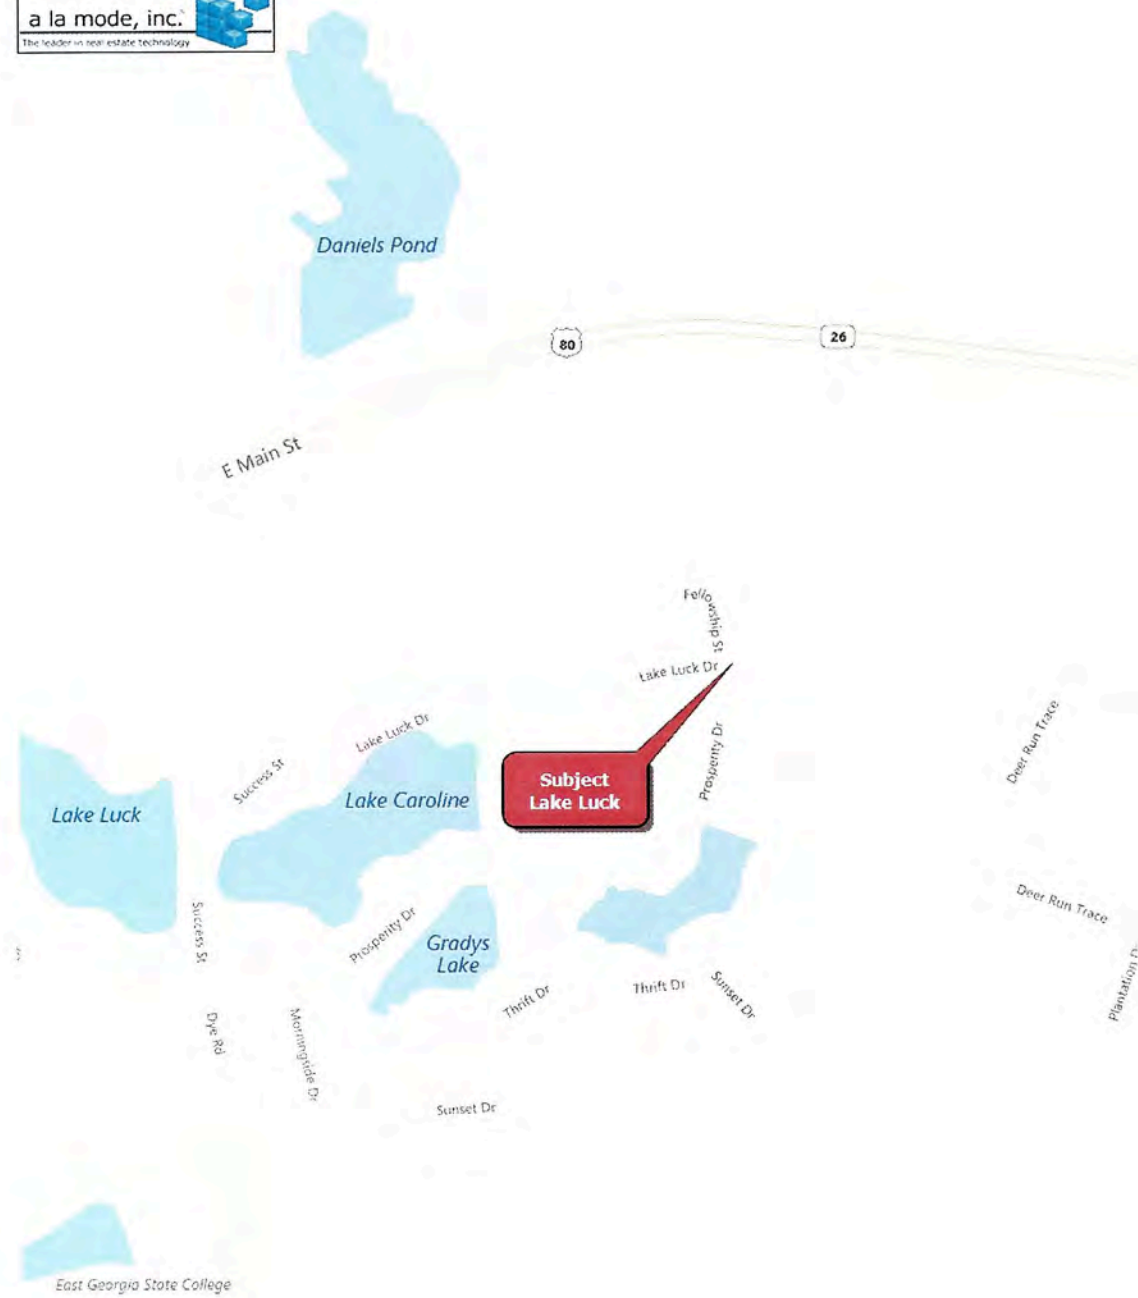 a la mode, inc.
The leader in real estate technology
Daniels Pond
80
26
E Main St
Fellowship St
Lake Luck Dr
Lake Luck Dr
Prosperity Dr
Deer Run Trace
Success St
Subject
Lake Luck
Lake Caroline
Lake Luck
Deer Run Trace
Success St
Prosperity Dr
Gradys
Lake
Thrift Dr
Thrift Dr
Sunset Dr
Plantation D
Dye Rd
Morningside Dr
Sunset Dr
East Georgia State College